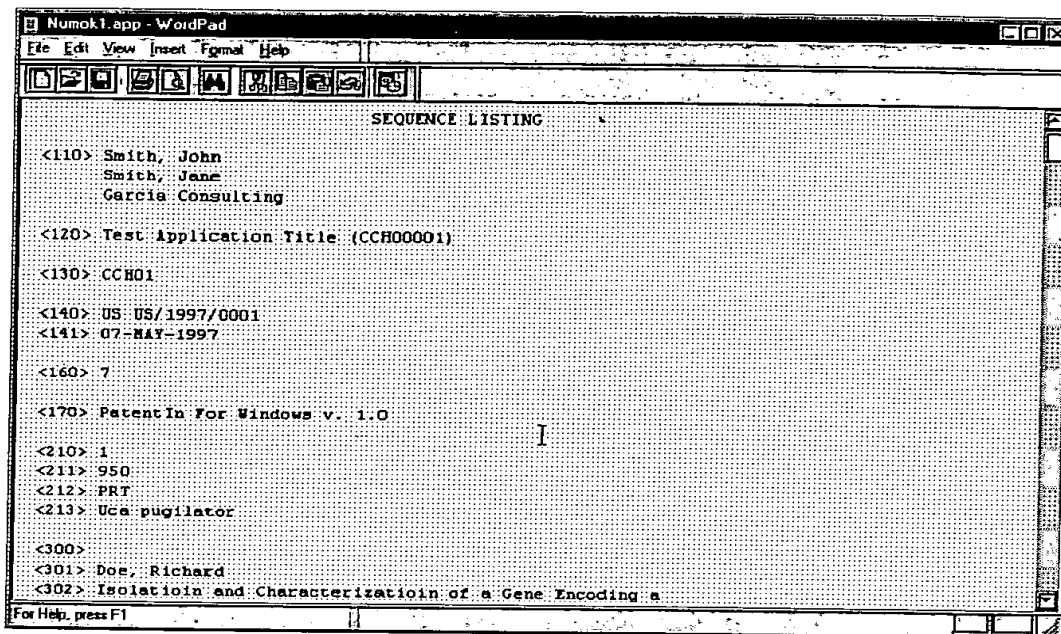 Numok1.app - WordPad
File Edit View Insert Format Help
SEQUENCE LISTING
<110> Smith, John
Smith, Jane
Garcia Consulting
<120> Test Application Title (CCH00001)
<130> CCH01
<140> US US/1997/0001
<141> 07-MAY-1997
<160> 7
<170> PatentIn For Windows v. 1.0
<210> 1
<211> 950
<212> PRT
<213> Uca pugilator
<300>
<301> Doe, Richard
<302> Isolatioin and Characterizatioin of a Gene Encoding a
For Help, press F1